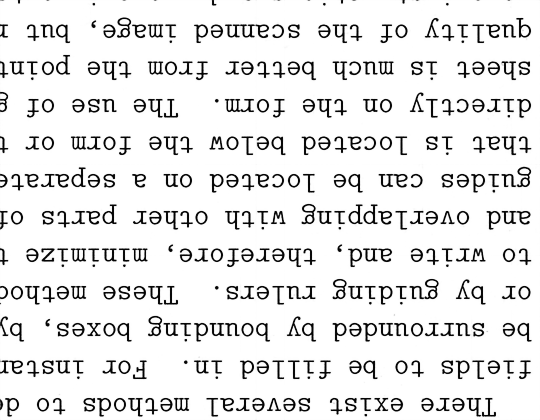 There exist several methods to de
fields to be filled in. For instan
be surrounded by bounding boxes, by
or by guiding rulers. These method
to write and, therefore, minimize t
and overlapping with other parts of
guides can be located on a separate
that is located below the form or t
directly on the form. The use of g
sheet is much better from the point
quality of the scanned image, but r